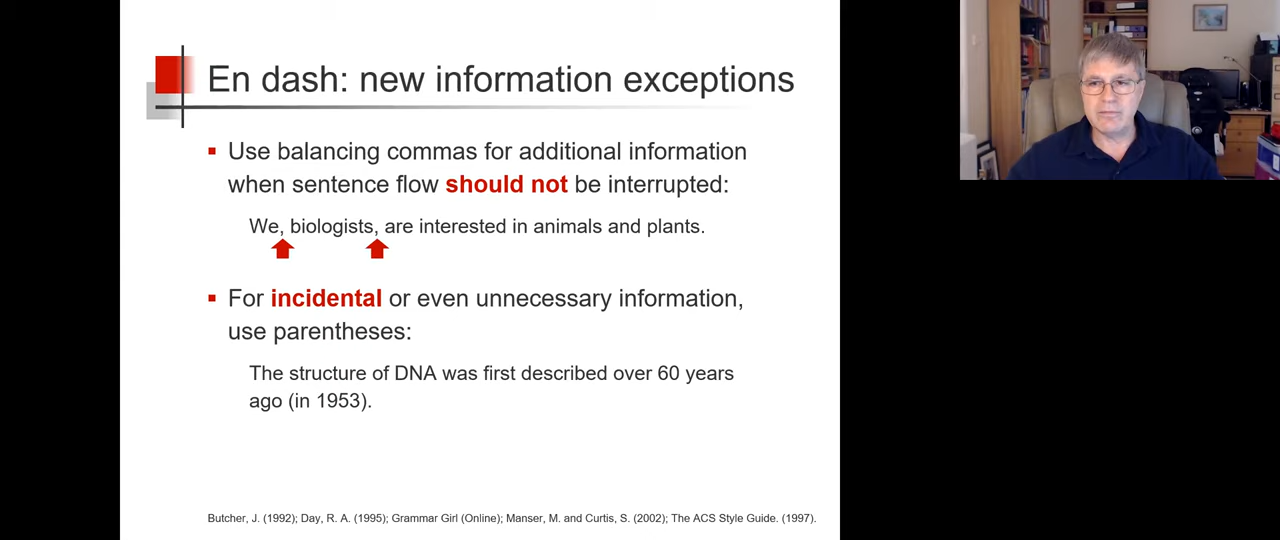 En dash: new information exceptions
Use balancing commas for additional information
when sentence flow should not be interrupted:
We, biologists, are interested in animals and plants.
For incidental or even unnecessary information,
use parentheses:
The structure of DNA was first described over 60 years
ago (in 1953).
Butcher, J. (1992); Day, R. A. (1995); Grammar Girl (Online); Manser, M. and Curtis, S. (2002); The ACS Style Guide. (1997).